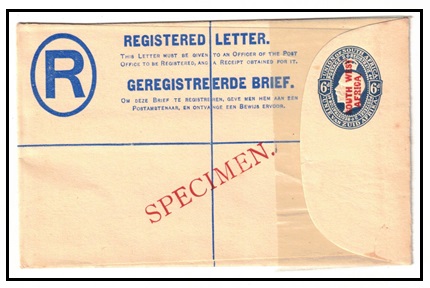 R
REGISTERED LETTER.
THIS LETTER MUST BE GIVEN TO AN OFFICER OF THE POST
OFFICE TO BE REGISTERED, AND A RECEIPT OBTAINED FOR IT.
GEREGISTREERDE BRIEF.
OM DEZE BRIEF TE REGISTREREN, GEVE MEN HEM AAN EEN
POSTAMBTENAAR, EN ONTVANGE EEN BEWIJS ERVOOR.
6d 6d
SOUTH WEST
AFRICA
SPECIMEN.